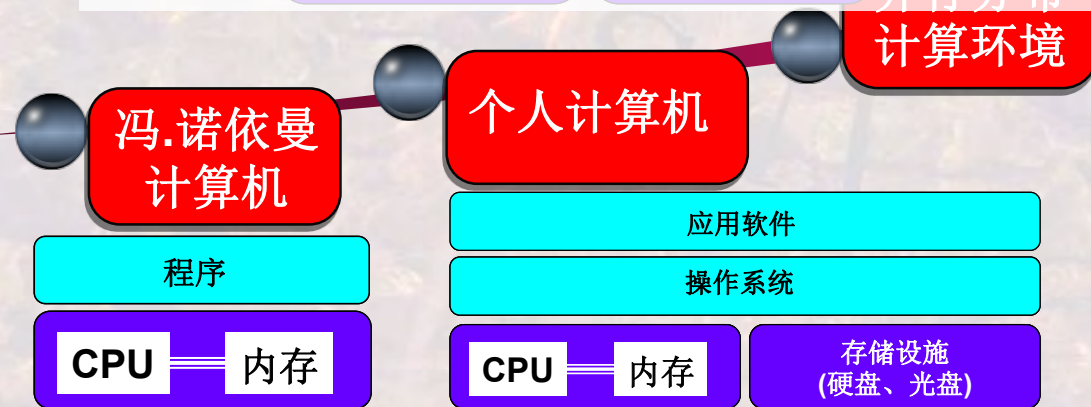 计算环境
冯.诺依曼
计算机
个人计算机
程序
CPU
内存
应用软件
操作系统
CPU
内存
存储设施
(硬盘、光盘)